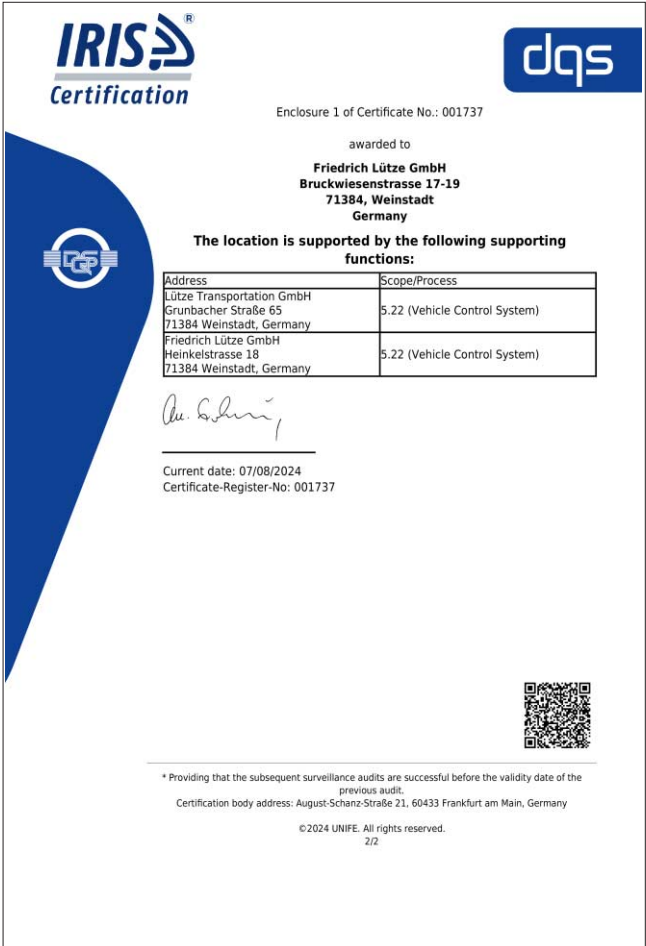 IRIS
®
Certification
dqs
Enclosure 1 of Certificate No.: 001737
awarded to
Friedrich Lütze GmbH
Bruckwiesenstrasse 17-19
71384, Weinstadt
Germany
The location is supported by the following supporting
functions:
DQS
Address
Scope/Process
Lütze Transportation GmbH
Grunbacher Straße 65
71384 Weinstadt, Germany
5.22 (Vehicle Control System)
Friedrich Lütze GmbH
Heinkelstrasse 18
71384 Weinstadt, Germany
5.22 (Vehicle Control System)
Current date: 07/08/2024
Certificate-Register-No: 001737
* Providing that the subsequent surveillance audits are successful before the validity date of the
previous audit.
Certification body address: August-Schanz-Straße 21, 60433 Frankfurt am Main, Germany
©2024 UNIFE. All rights reserved.
2/2